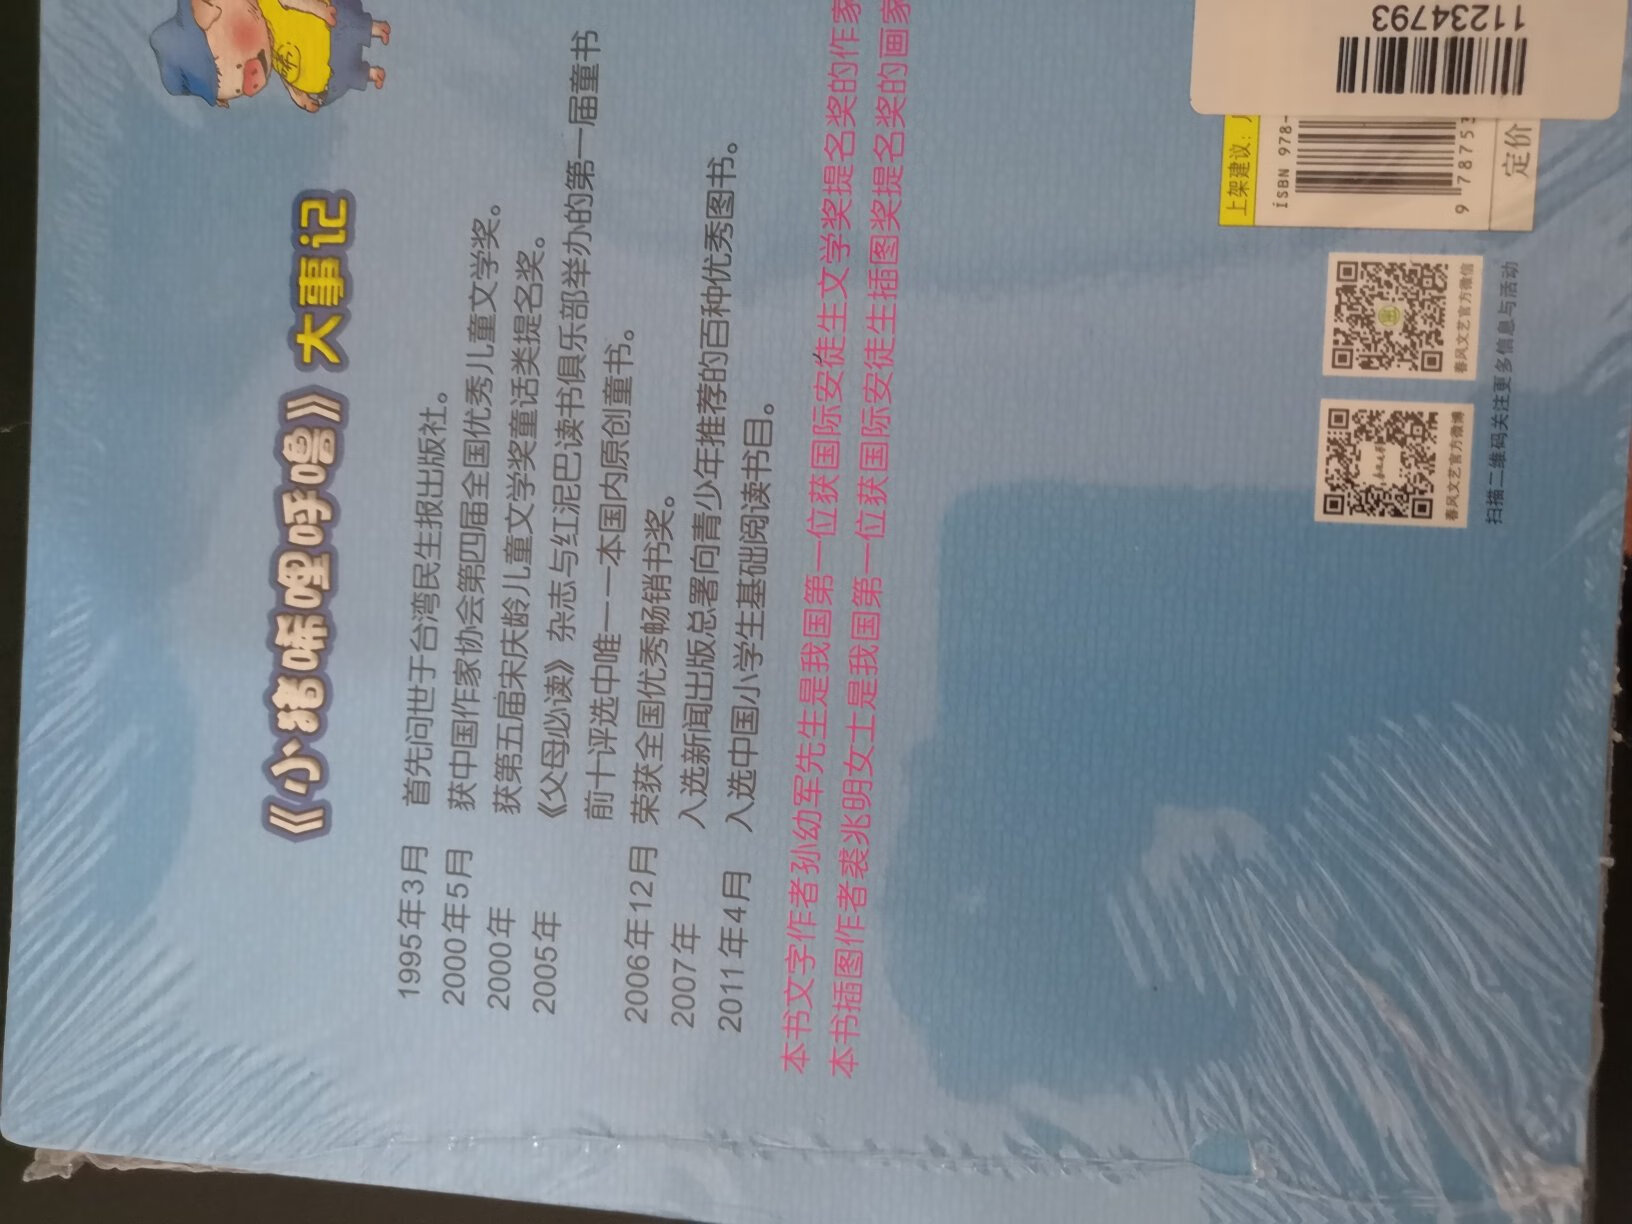 《小猪唏哩呼噜》大事记
1995年3月 首先问世于台湾民生报出版社。
2000年5月 获中国作家协会第四届全国优秀儿童文学奖。
2000年 获第五届宋庆龄儿童文学奖童话类提名奖。
2005年 《父母必读》杂志与红泥巴读书俱乐部举办的第一届童书
前十评选中唯一一本国内原创童书。
2006年12月 荣获全国优秀畅销书奖。
2007年 入选新闻出版总署向青少年推荐的百种优秀图书。
2011年4月 入选中国小学生基础阅读书目。
本书文字作者孙幼军先生是我国第一位获国际安徒生文学奖提名奖的作家
本书插图作者裘兆明女士是我国第一位获国际安徒生插图奖提名奖的画家
春风文艺官方微博
春风文艺官方微信
扫描二维码关注更多信息与活动
上架建议：
ISBN 978-
9 78753
定价
11234793